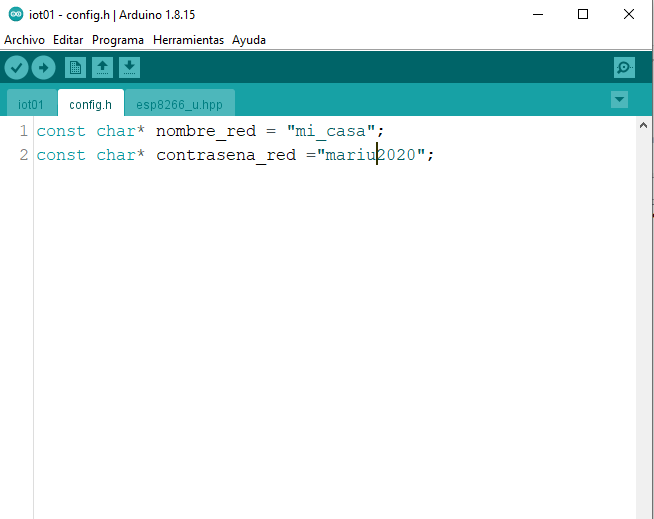 iot01 - config.h | Arduino 1.8.15
Archivo Editar Programa Herramientas Ayuda
iot01 config.h esp8266_u.hpp
1 const char* nombre_red = "mi_casa";
2 const char* contrasena_red ="mariu2020";